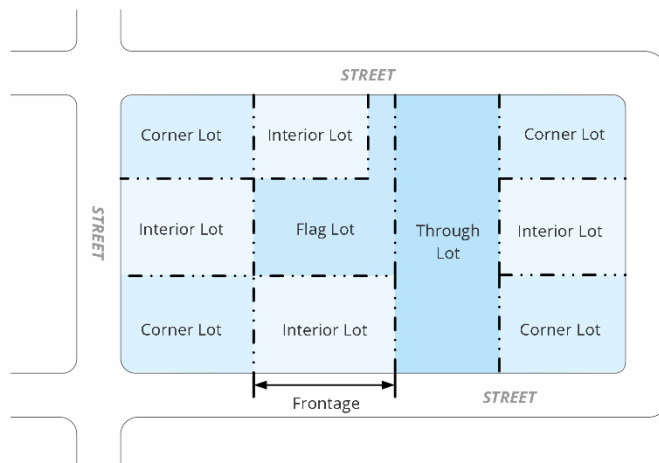 STREET
Corner Lot
Interior Lot
Corner Lot
STREET
Interior Lot
Flag Lot
Through
Lot
Interior Lot
Corner Lot
Interior Lot
Corner Lot
Frontage
STREET